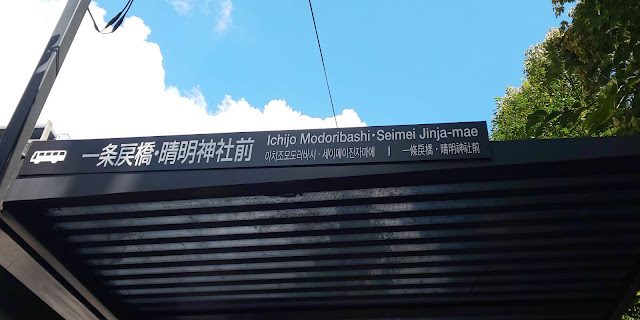 一条戻橋・晴明神社前
Ichijo Modoribashi・Seimei Jinja-mae
이치조모도리바시・세이메이진자마에 | 一條戻橋・晴明神社前